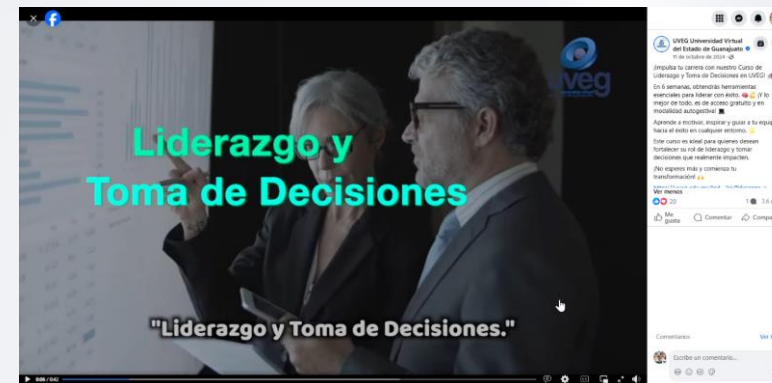 uveg
Liderazgo y
Toma de Decisiones
"Liderazgo y Toma de Decisiones."
UVEG Universidad Virtual
del Estado de Guanajuato
11 de octubre de 2024
¡Impulsa tu carrera con nuestro Curso de
Liderazgo y Toma de Decisiones en UVEG!
En 6 semanas, obtendrás herramientas
esenciales para liderar con éxito. ¡Y lo
mejor de todo, es de acceso gratuito y en
modalidad autogestiva!
Aprende a motivar, inspirar y guiar a tu equip
hacia el éxito en cualquier entorno.
Este curso es ideal para quienes desean
fortalecer su rol de liderazgo y tomar
decisiones que realmente impacten.
¡No esperes más y comienza tu
transformación!
Ver menos
20
1
Me
gusta
Comentar
Compa
Comentarios
Escribe un comentario...